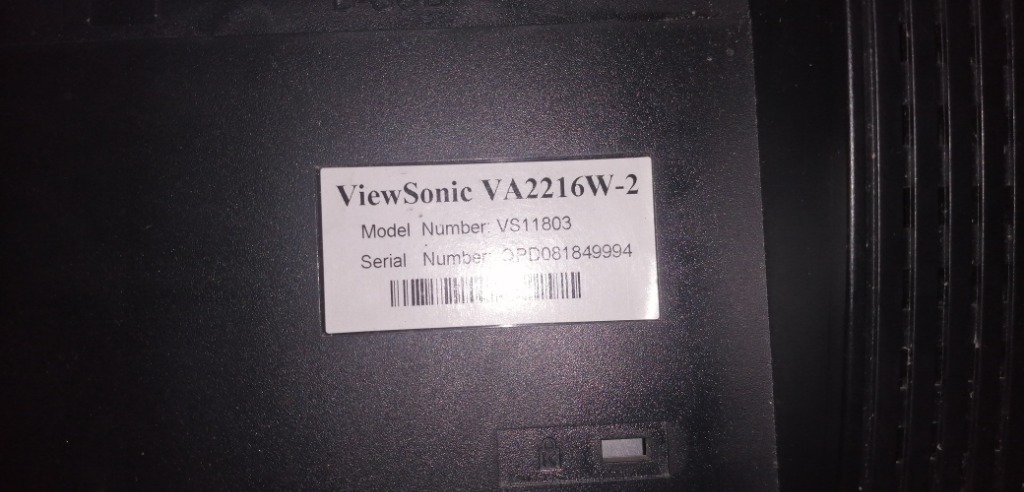 ViewSonic VA2216W-2
Model Number: VS11803
Serial Number: QPD081849994